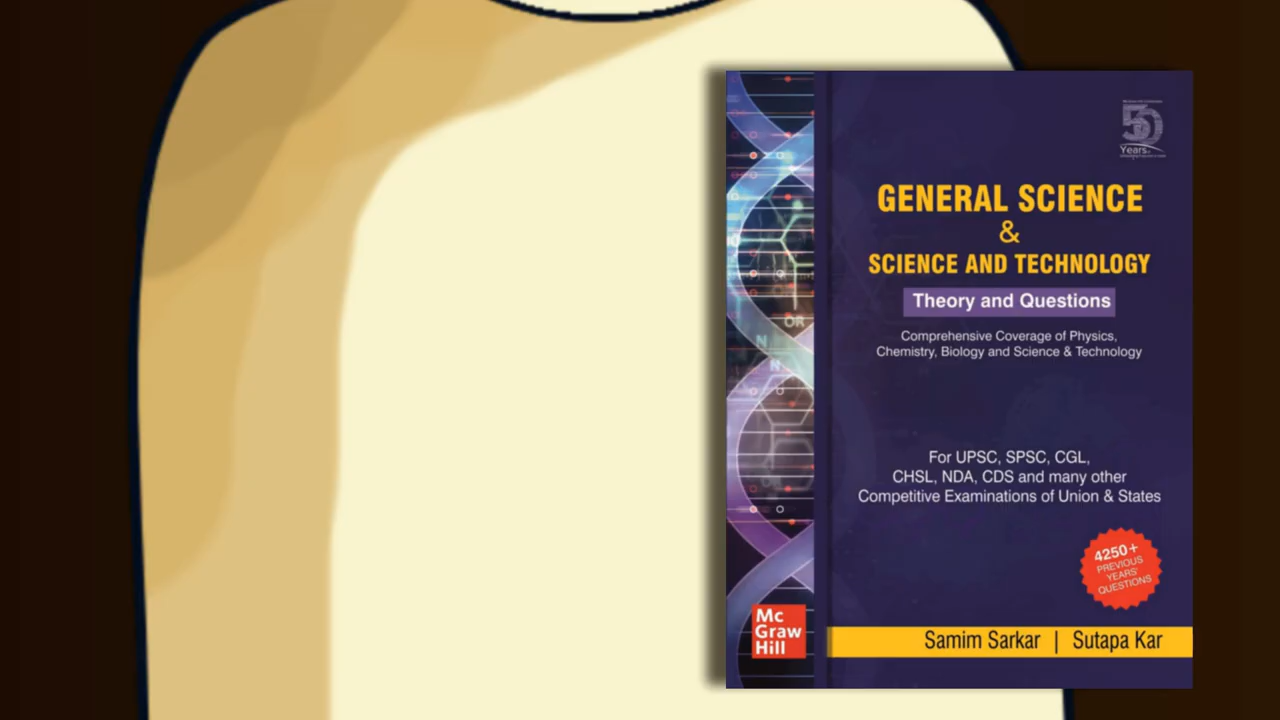 50
Years
GENERAL SCIENCE
&
SCIENCE AND TECHNOLOGY
Theory and Questions
Comprehensive Coverage of Physics,
Chemistry, Biology and Science & Technology
OR
N
N
OR
For UPSC, SPSC, CGL,
CHSL, NDA, CDS and many other
Competitive Examinations of Union & States
4250+
PREVIOUS
YEARS'
QUESTIONS
Mc
Graw
Hill
Samim Sarkar | Sutapa Kar